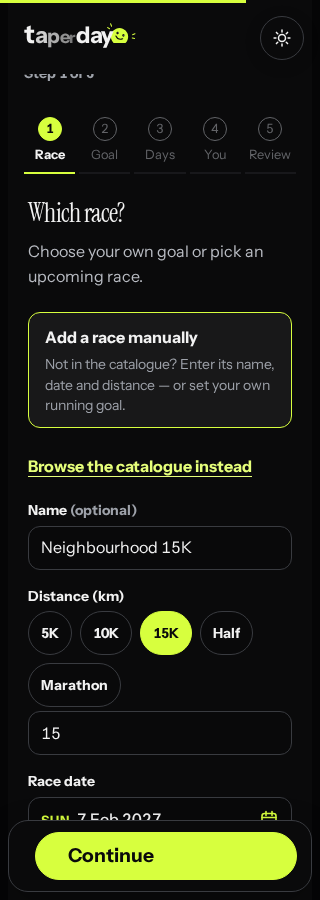 taperday
Step 1 of 5
1 2 3 4 5
Race Goal Days You Review
Which race?
Choose your own goal or pick an
upcoming race.
Add a race manually
Not in the catalogue? Enter its name,
date and distance — or set your own
running goal.
Browse the catalogue instead
Name (optional)
Neighbourhood 15K
Distance (km)
5K 10K 15K Half
Marathon
15
Race date
SUN 7 Feb 2027
Continue